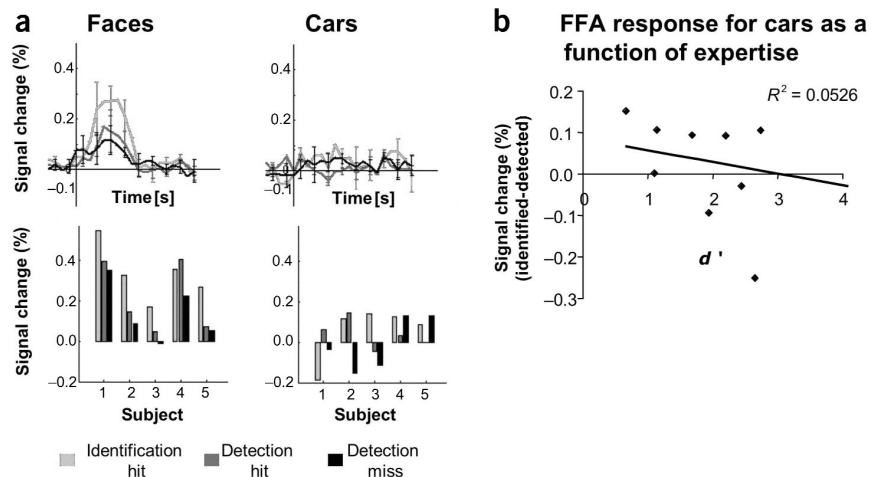 a
Faces
Cars
Signal change (%)
0.4
0.2
–0.1
Time[s]
0.4
0.2
–0.1
Time[s]
Signal change (%)
0.4
0.2
0.0
–0.2
1 2 3 4 5
Subject
0.4
0.2
0.0
–0.2
1 2 3 4 5
Subject
Identification
hit
Detection
hit
Detection
miss
b
FFA response for cars as a
function of expertise
R² = 0.0526
Signal change (%)
(identified-detected)
0.2
0.1
0.0
–0.1
–0.2
–0.3
0 1 2 3 4
d '